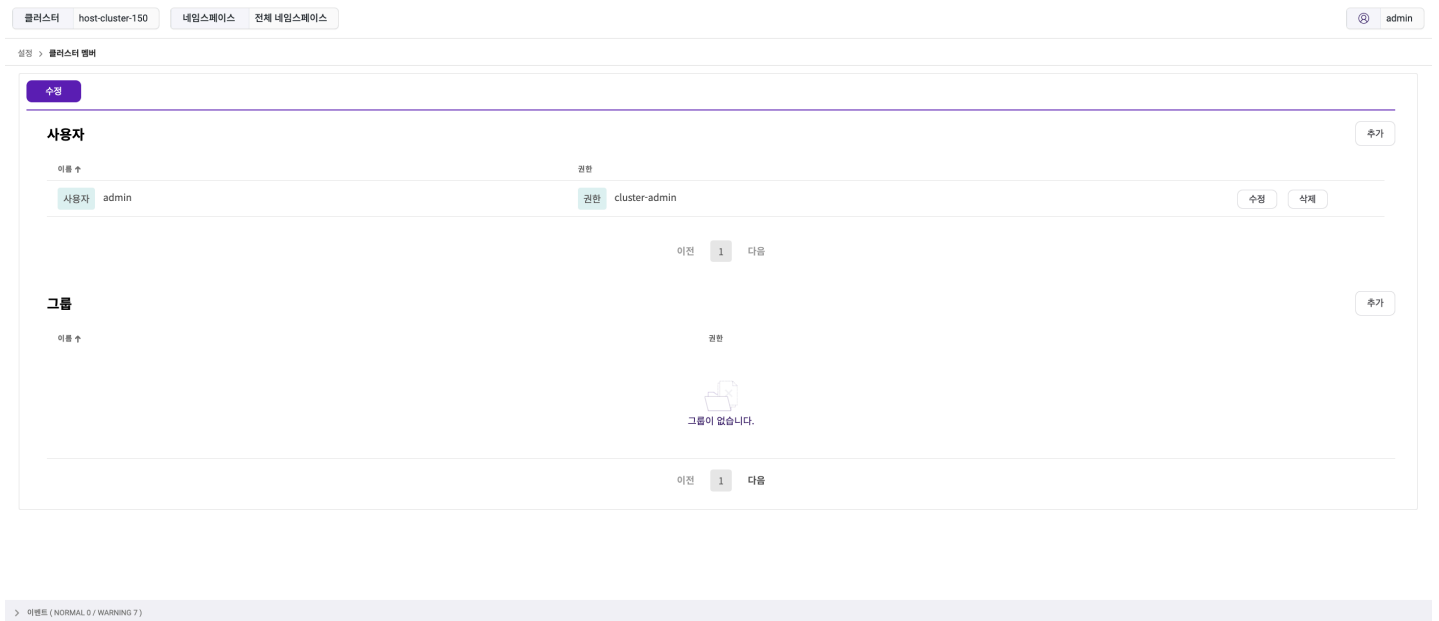 클러스터 host-cluster-150 네임스페이스 전체 네임스페이스 admin
설정 > 클러스터 멤버
수정
사용자 추가
이름 ↑ 권한
사용자 admin 권한 cluster-admin 수정 삭제
이전 1 다음
그룹 추가
이름 ↑ 권한
그룹이 없습니다.
이전 1 다음
> 이벤트 ( NORMAL 0 / WARNING 7 )